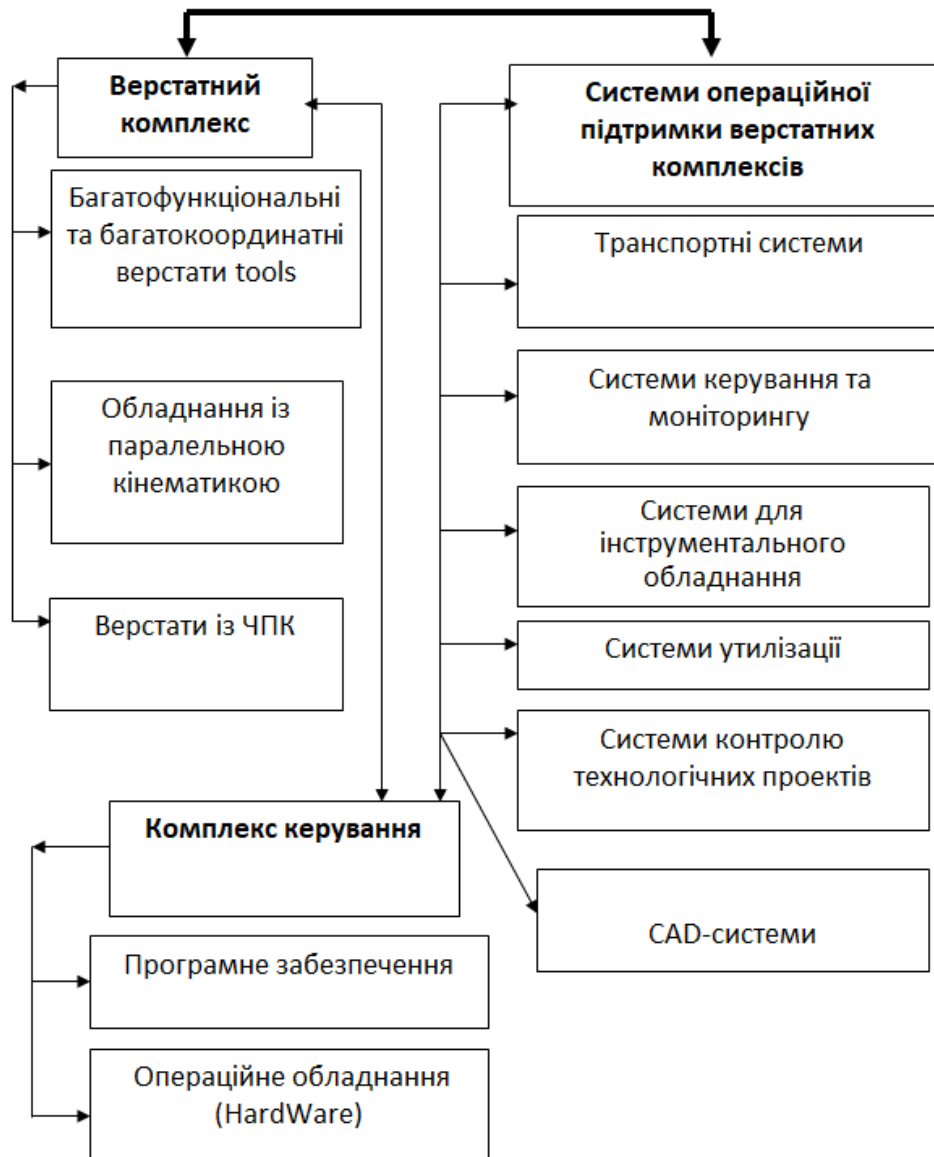 Верстатний
комплекс
Багатофункціональні
та багатокоординатні
верстати tools
Обладнання із
паралельною
кінематикою
Верстати із ЧПК
Системи операційної
підтримки верстатних
комплексів
Транспортні системи
Системи керування та
моніторингу
Системи для
інструментального
обладнання
Системи утилізації
Системи контролю
технологічних проектів
CAD-системи
Комплекс керування
Програмне забезпечення
Операційне обладнання
(HardWare)